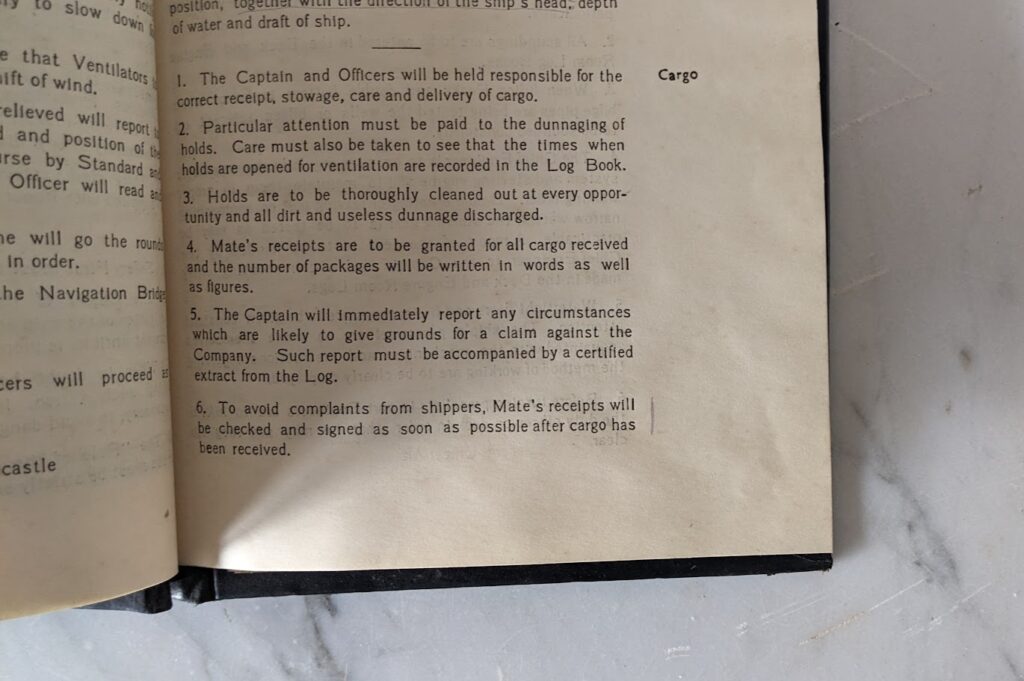 ly to slow down
e that Ventilators
hift of wind.
relieved will report
d and position of the
urse by Standard and
Officer will read and
ne will go the rounds
in order.
the Navigation Bridge
cers will proceed as
castle
position, together with the direction of the ship's head, depth
of water and draft of ship.
Cargo
1. The Captain and Officers will be held responsible for the
correct receipt, stowage, care and delivery of cargo.
2. Particular attention must be paid to the dunnaging of
holds. Care must also be taken to see that the times when
holds are opened for ventilation are recorded in the Log Book.
3. Holds are to be thoroughly cleaned out at every oppor-
tunity and all dirt and useless dunnage discharged.
4. Mate's receipts are to be granted for all cargo received
and the number of packages will be written in words as well
as figures.
5. The Captain will immediately report any circumstances
which are likely to give grounds for a claim against the
Company. Such report must be accompanied by a certified
extract from the Log.
6. To avoid complaints from shippers, Mate's receipts will
be checked and signed as soon as possible after cargo has
been received.